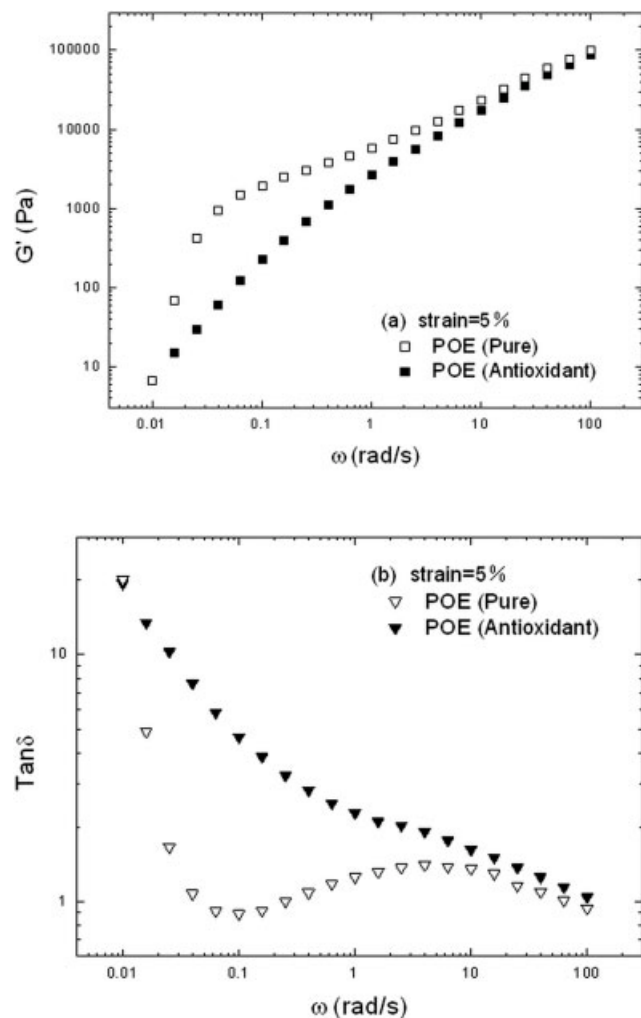 100000
10000
1000
100
10
G' (Pa)
(a) strain=5%
POE (Pure)
POE (Antioxidant)
0.01 0.1 1 10 100
ω (rad/s)
10
1
Tanδ
(b) strain=5%
POE (Pure)
POE (Antioxidant)
0.01 0.1 1 10 100
ω (rad/s)